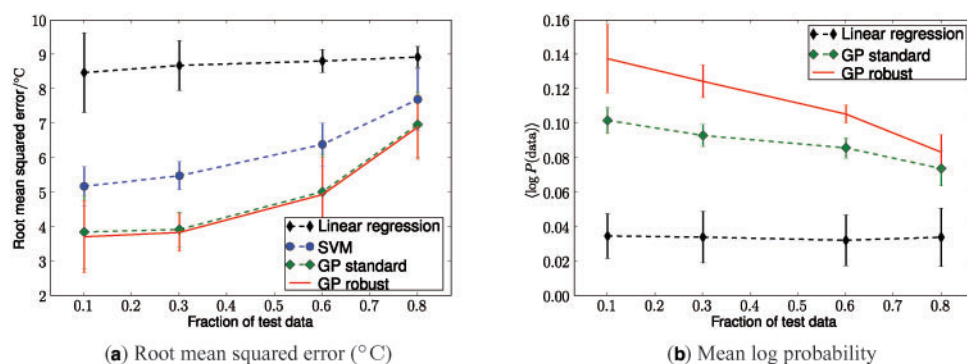 10
9
8
7
6
5
4
3
2
Root mean squared error/°C
0.1 0.2 0.3 0.4 0.5 0.6 0.7 0.8
Fraction of test data
Linear regression
SVM
GP standard
GP robust
(a) Root mean squared error (°C)
0.16
0.14
0.12
0.10
0.08
0.06
0.04
0.02
0.00
⟨log P(data)⟩
0.1 0.2 0.3 0.4 0.5 0.6 0.7 0.8
Fraction of test data
Linear regression
GP standard
GP robust
(b) Mean log probability